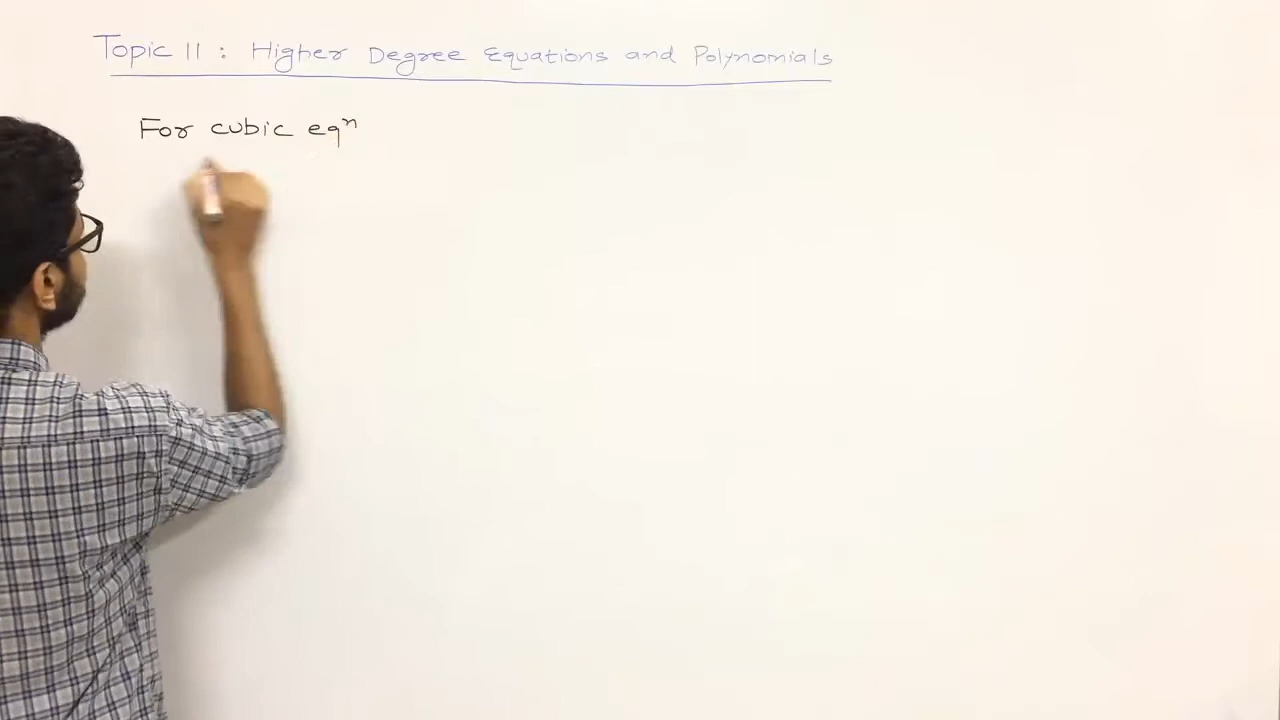 Topic 11 : Higher Degree Equations and Polynomials
For cubic eqⁿ